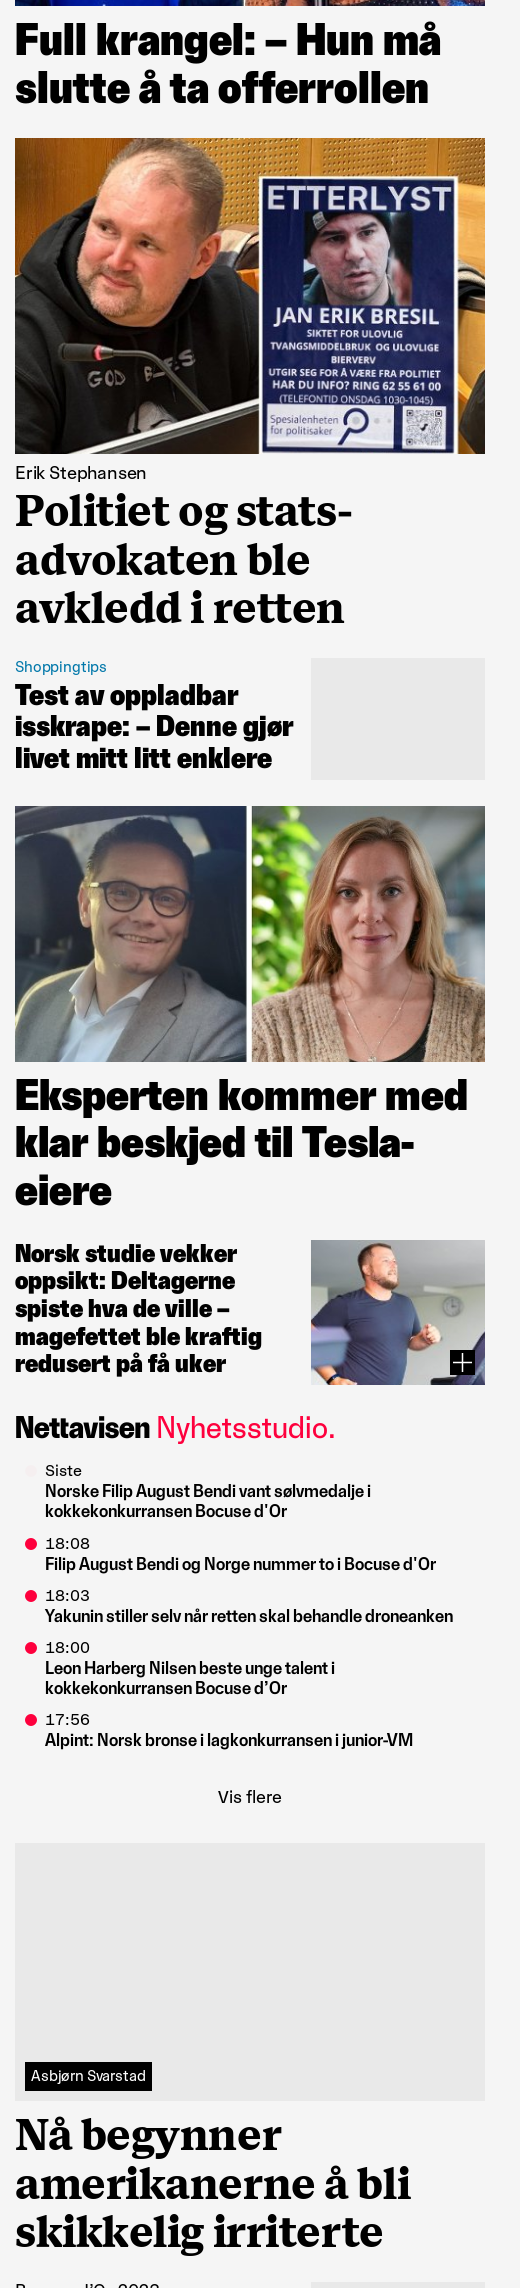 Full krangel: – Hun må
slutte å ta offerrollen
ETTERLYST
JAN ERIK BRESIL
SIKTET FOR ULOVLIG
TVANGSMIDDELBRUK OG ULOVLIGE
BIERVERV
UTGIR SEG FOR Å VÆRE FRA POLITIET
HAR DU INFO? RING 62 55 61 00
(TELEFONTID ONSDAG 1030-1045)
Spesialenheten
for politisaker
GOD BLES
Erik Stephansen
Politiet og stats-
advokaten ble
avkledd i retten
Shoppingtips
Test av oppladbar
isskrape: – Denne gjør
livet mitt litt enklere
Eksperten kommer med
klar beskjed til Tesla-
eiere
Norsk studie vekker
oppsikt: Deltagerne
spiste hva de ville –
magefettet ble kraftig
redusert på få uker
Nettavisen Nyhetsstudio.
Siste
Norske Filip August Bendi vant sølvmedalje i
kokkekonkurransen Bocuse d'Or
18:08
Filip August Bendi og Norge nummer to i Bocuse d'Or
18:03
Yakunin stiller selv når retten skal behandle droneanken
18:00
Leon Harberg Nilsen beste unge talent i
kokkekonkurransen Bocuse d’Or
17:56
Alpint: Norsk bronse i lagkonkurransen i junior-VM
Vis flere
Asbjørn Svarstad
Nå begynner
amerikanerne å bli
skikkelig irriterte